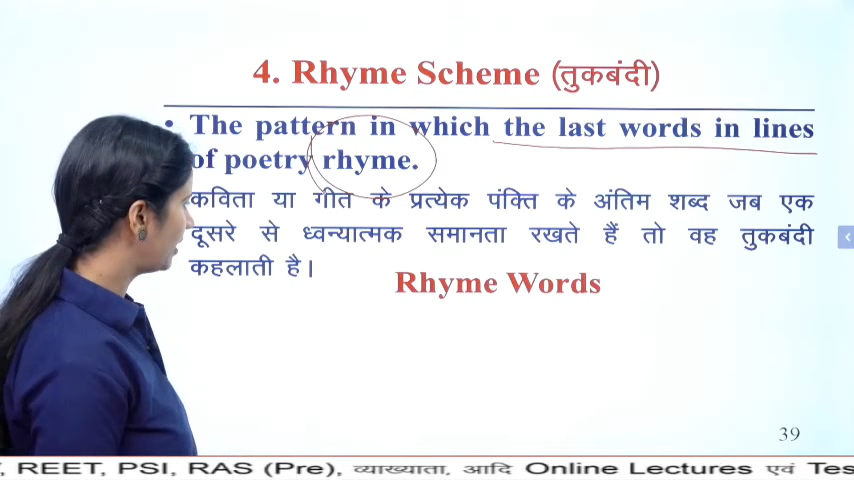 4. Rhyme Scheme (तुकबंदी)
• The pattern in which the last words in lines
of poetry rhyme.
कविता या गीत के प्रत्येक पंक्ति के अंतिम शब्द जब एक
दूसरे से ध्वन्यात्मक समानता रखते हैं तो वह तुकबंदी
कहलाती है।
Rhyme Words
39
, REET, PSI, RAS (Pre), व्याख्याता, आदि Online Lectures एवं Tes